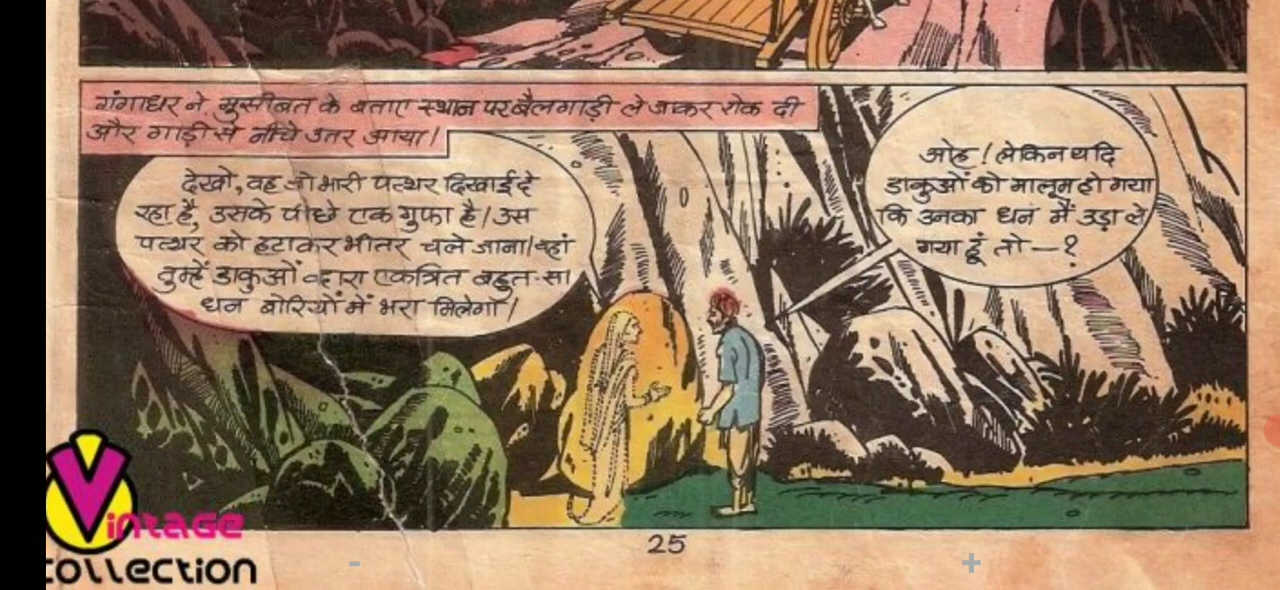 गंगाधर ने मुसीबत के बताए स्थान पर बैलगाड़ी ले जाकर रोक दी
और गाड़ी से नीचे उतर आया!
देखो, वह जो भारी पत्थर दिखाई दे
रहा है, उसके पीछे एक गुफा है! उस
पत्थर को हटाकर भीतर चले जाना! वहां
तुम्हें डाकुओं द्वारा एकत्रित बहुत-सा
धन बोरियों में भरा मिलेगा!
ओह! लेकिन यदि
डाकुओं को मालूम हो गया
कि उनका धन मैं उड़ा ले
गया हूं तो —?
25
Vintage
Collection
-
+